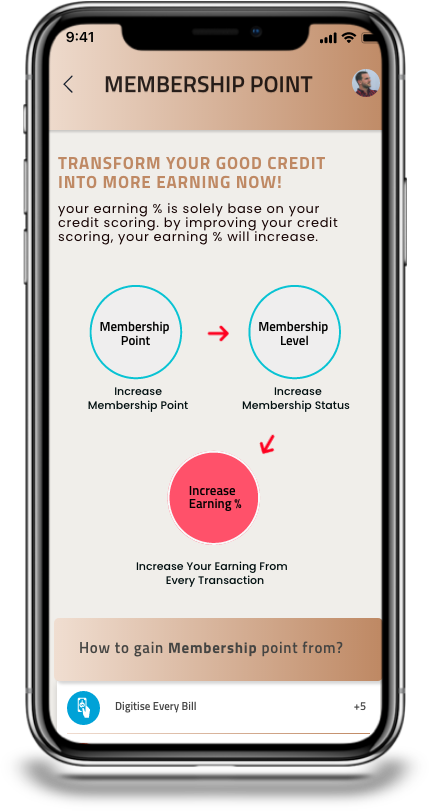 9:41
MEMBERSHIP POINT
TRANSFORM YOUR GOOD CREDIT
INTO MORE EARNING NOW!
your earning % is solely base on your
credit scoring. by improving your credit
scoring, your earning % will increase.
Membership
Point
Membership
Level
Increase
Membership Point
Increase
Membership Status
Increase
Earning %
Increase Your Earning From
Every Transaction
How to gain Membership point from?
Digitise Every Bill
+5